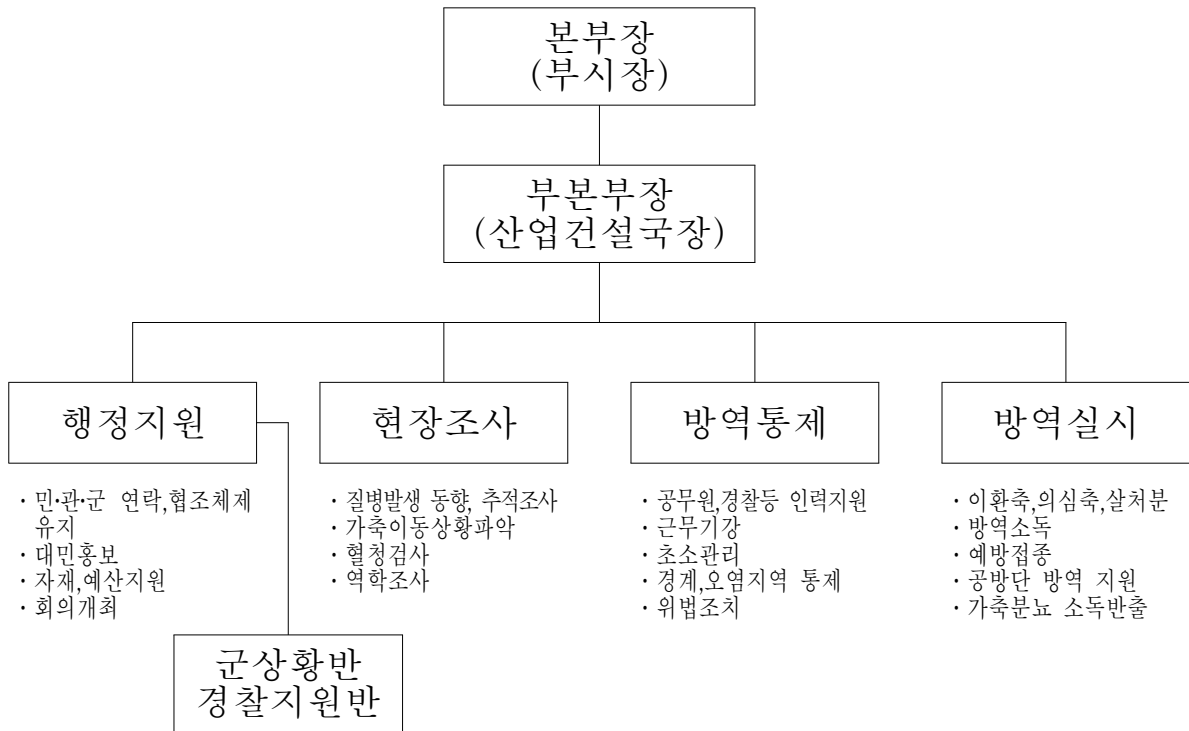 본부장
(부시장)
부본부장
(산업건설국장)
행정지원
현장조사
방역통제
방역실시
· 민·관·군 연락,협조체제
유지
· 대민홍보
· 자재,예산지원
· 회의개최
· 질병발생 동향, 추적조사
· 가축이동상황파악
· 혈청검사
· 역학조사
· 공무원,경찰등 인력지원
· 근무기강
· 초소관리
· 경계,오염지역 통제
· 위법조치
· 이환축,의심축,살처분
· 방역소독
· 예방접종
· 공방단 방역 지원
· 가축분뇨 소독반출
군상황반
경찰지원반